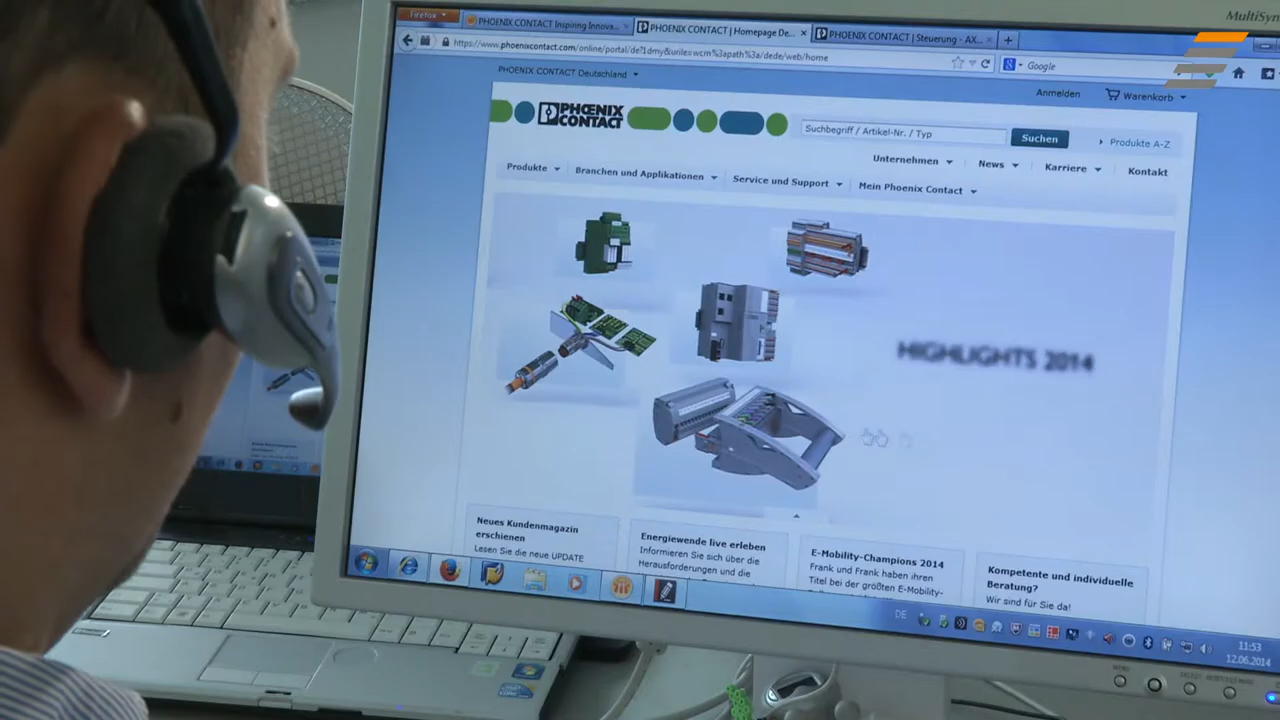 MultiSyn
Firefox
PHOENIX CONTACT Inspiring Innova...
PHOENIX CONTACT | Homepage De...
PHOENIX CONTACT | Steuerung - AX...
https://www.phoenixcontact.com/online/portal/de?1dmy&urile=wcm%3apath%3a/dede/web/home
Google
PHOENIX CONTACT Deutschland
Anmelden
Warenkorb
PHŒNIX
CONTACT
Suchbegriff / Artikel-Nr. / Typ
Suchen
Produkte A-Z
Unternehmen
News
Karriere
Kontakt
Produkte
Branchen und Applikationen
Service und Support
Mein Phoenix Contact
HIGHLIGHTS 2014
Neues Kundenmagazin
erschienen
Lesen Sie die neue UPDATE
Energiewende live erleben
Informieren Sie sich über die
Herausforderungen und die
E-Mobility-Champions 2014
Frank und Frank haben ihren
Titel bei der größten E-Mobility-
Kompetente und individuelle
Beratung?
Wir sind für Sie da!
DE
11:53
12.06.2014
MENU
SELECT